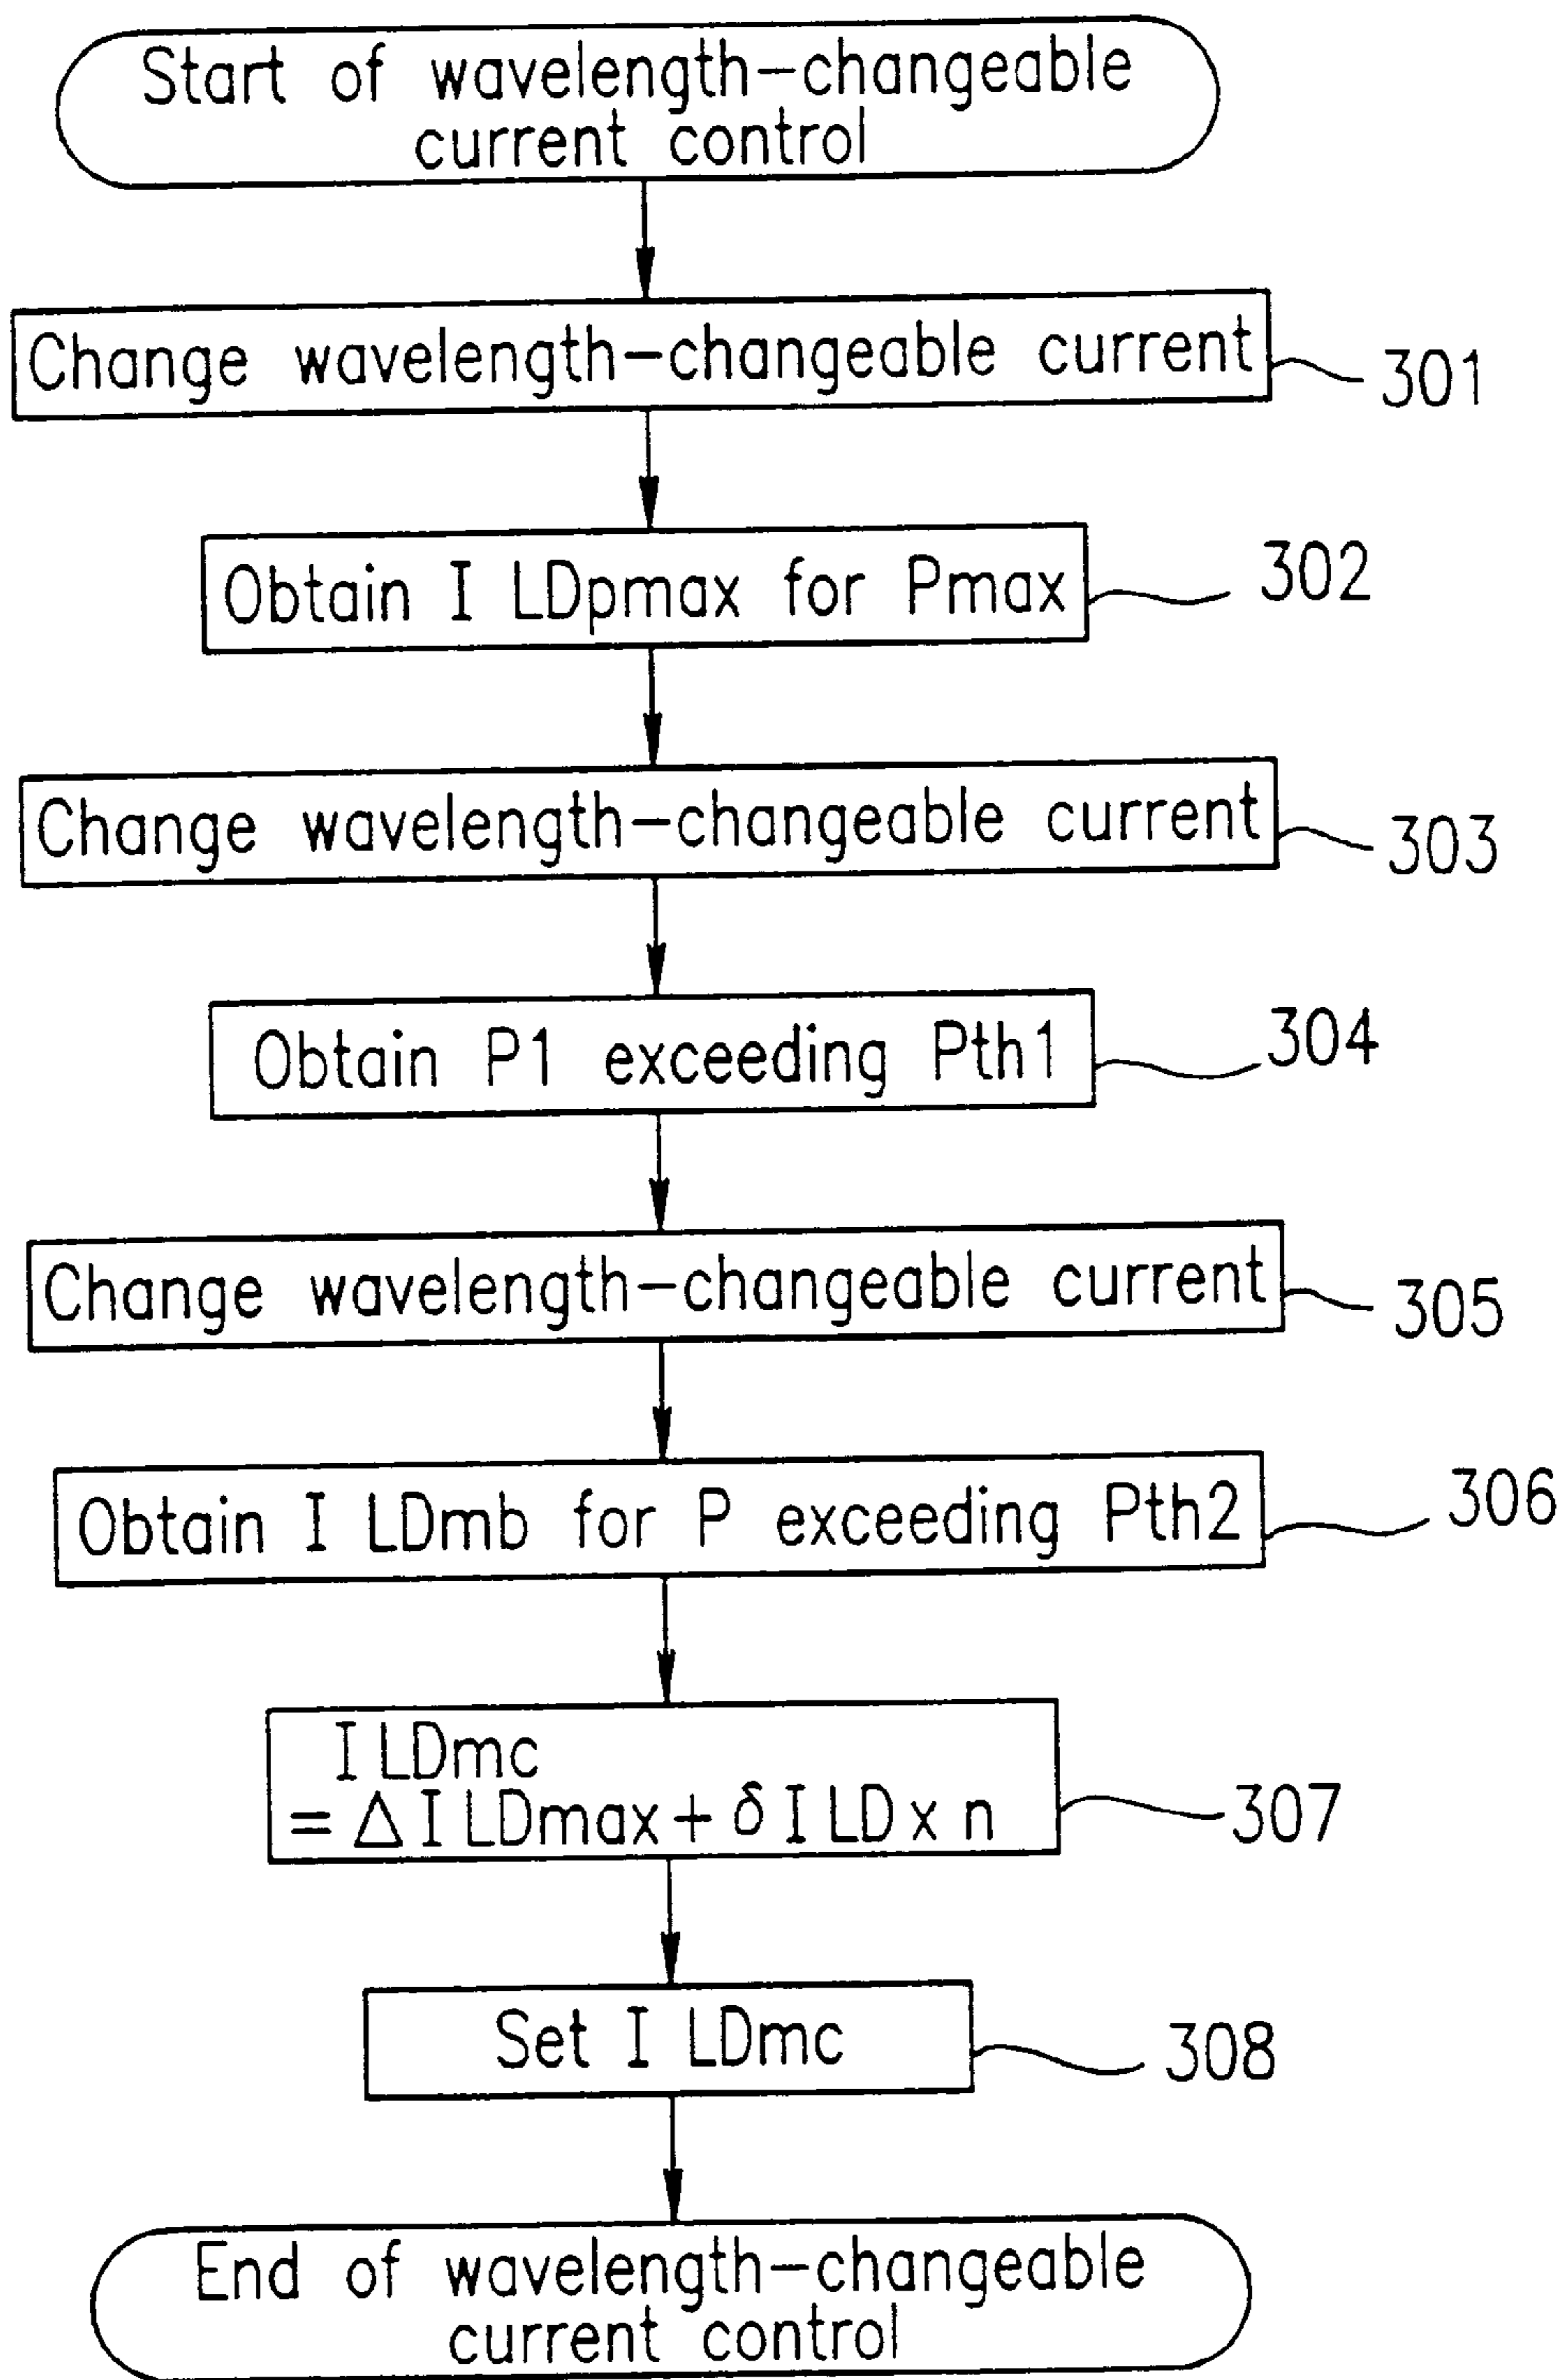 Start of wavelength-changeable
current control
Change wavelength-changeable current
301
Obtain I LDpmax for Pmax
302
Change wavelength-changeable current
303
Obtain P1 exceeding Pth1
304
Change wavelength-changeable current
305
Obtain I LDmb for P exceeding Pth2
306
I LDmc
= Δ I LDmax + δ I LD x n
307
Set I LDmc
308
End of wavelength-changeable
current control